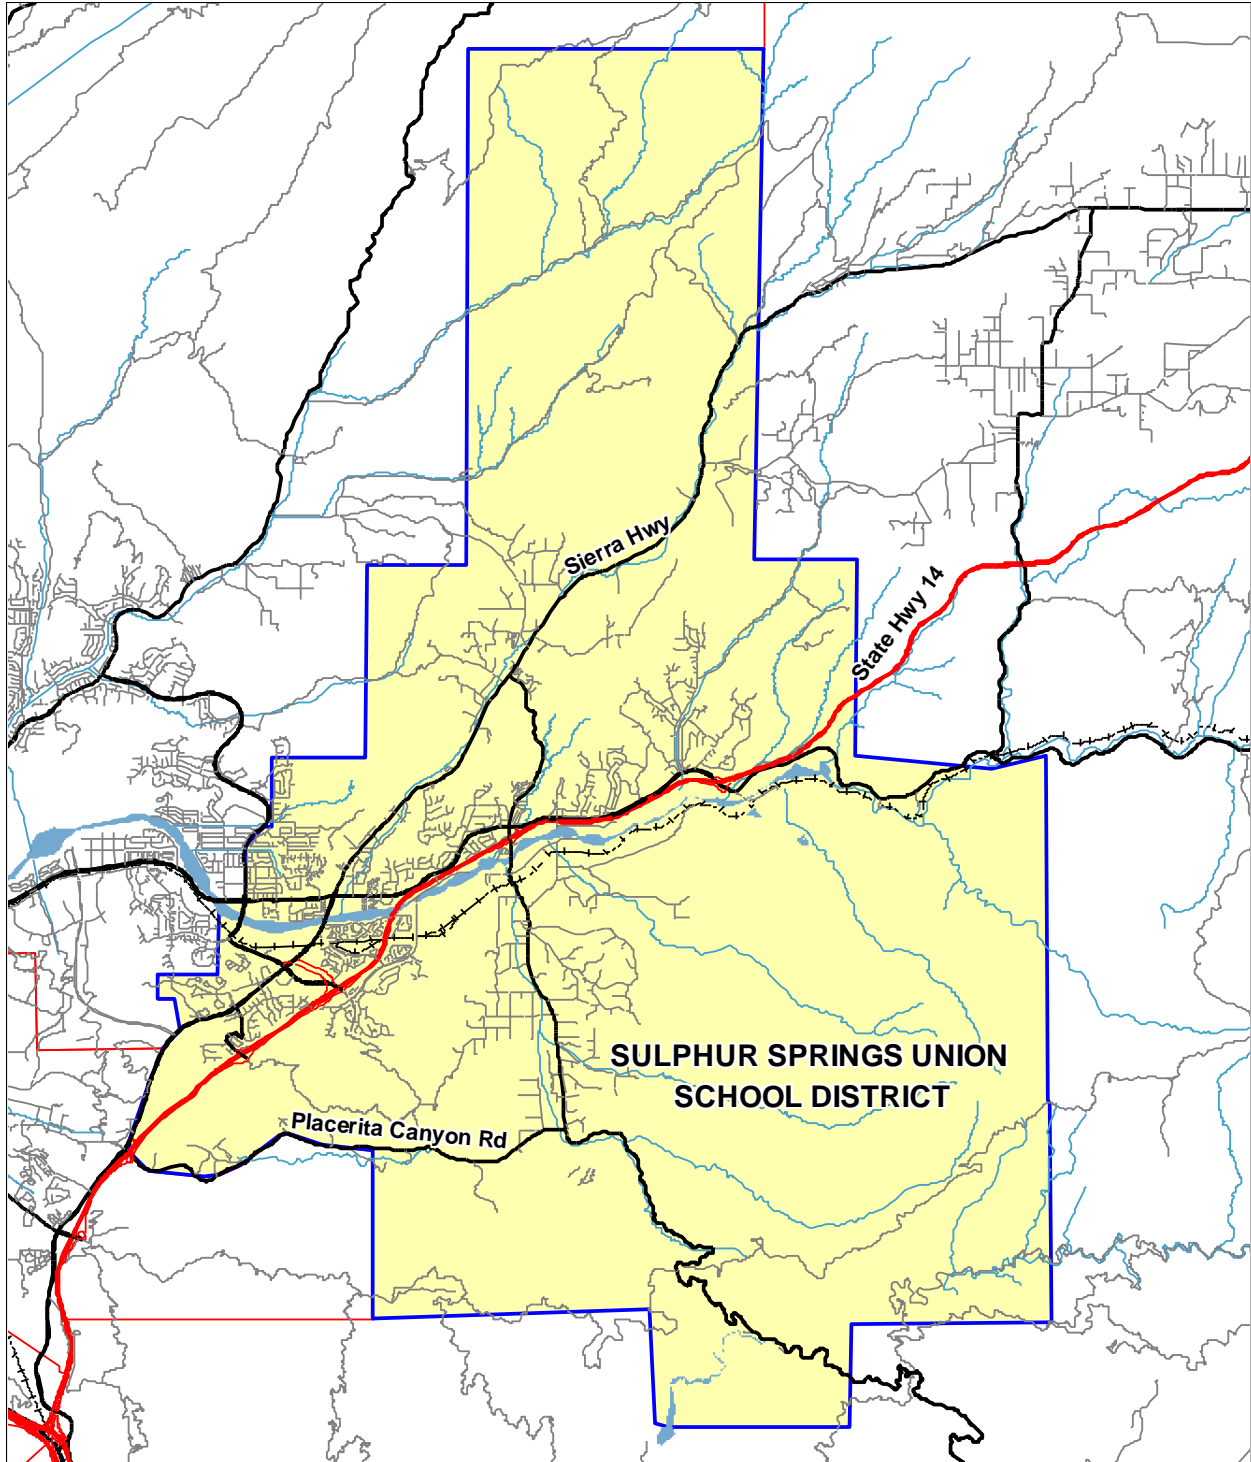 Sierra Hwy
State Hwy 14
SULPHUR SPRINGS UNION
SCHOOL DISTRICT
Placerita Canyon Rd